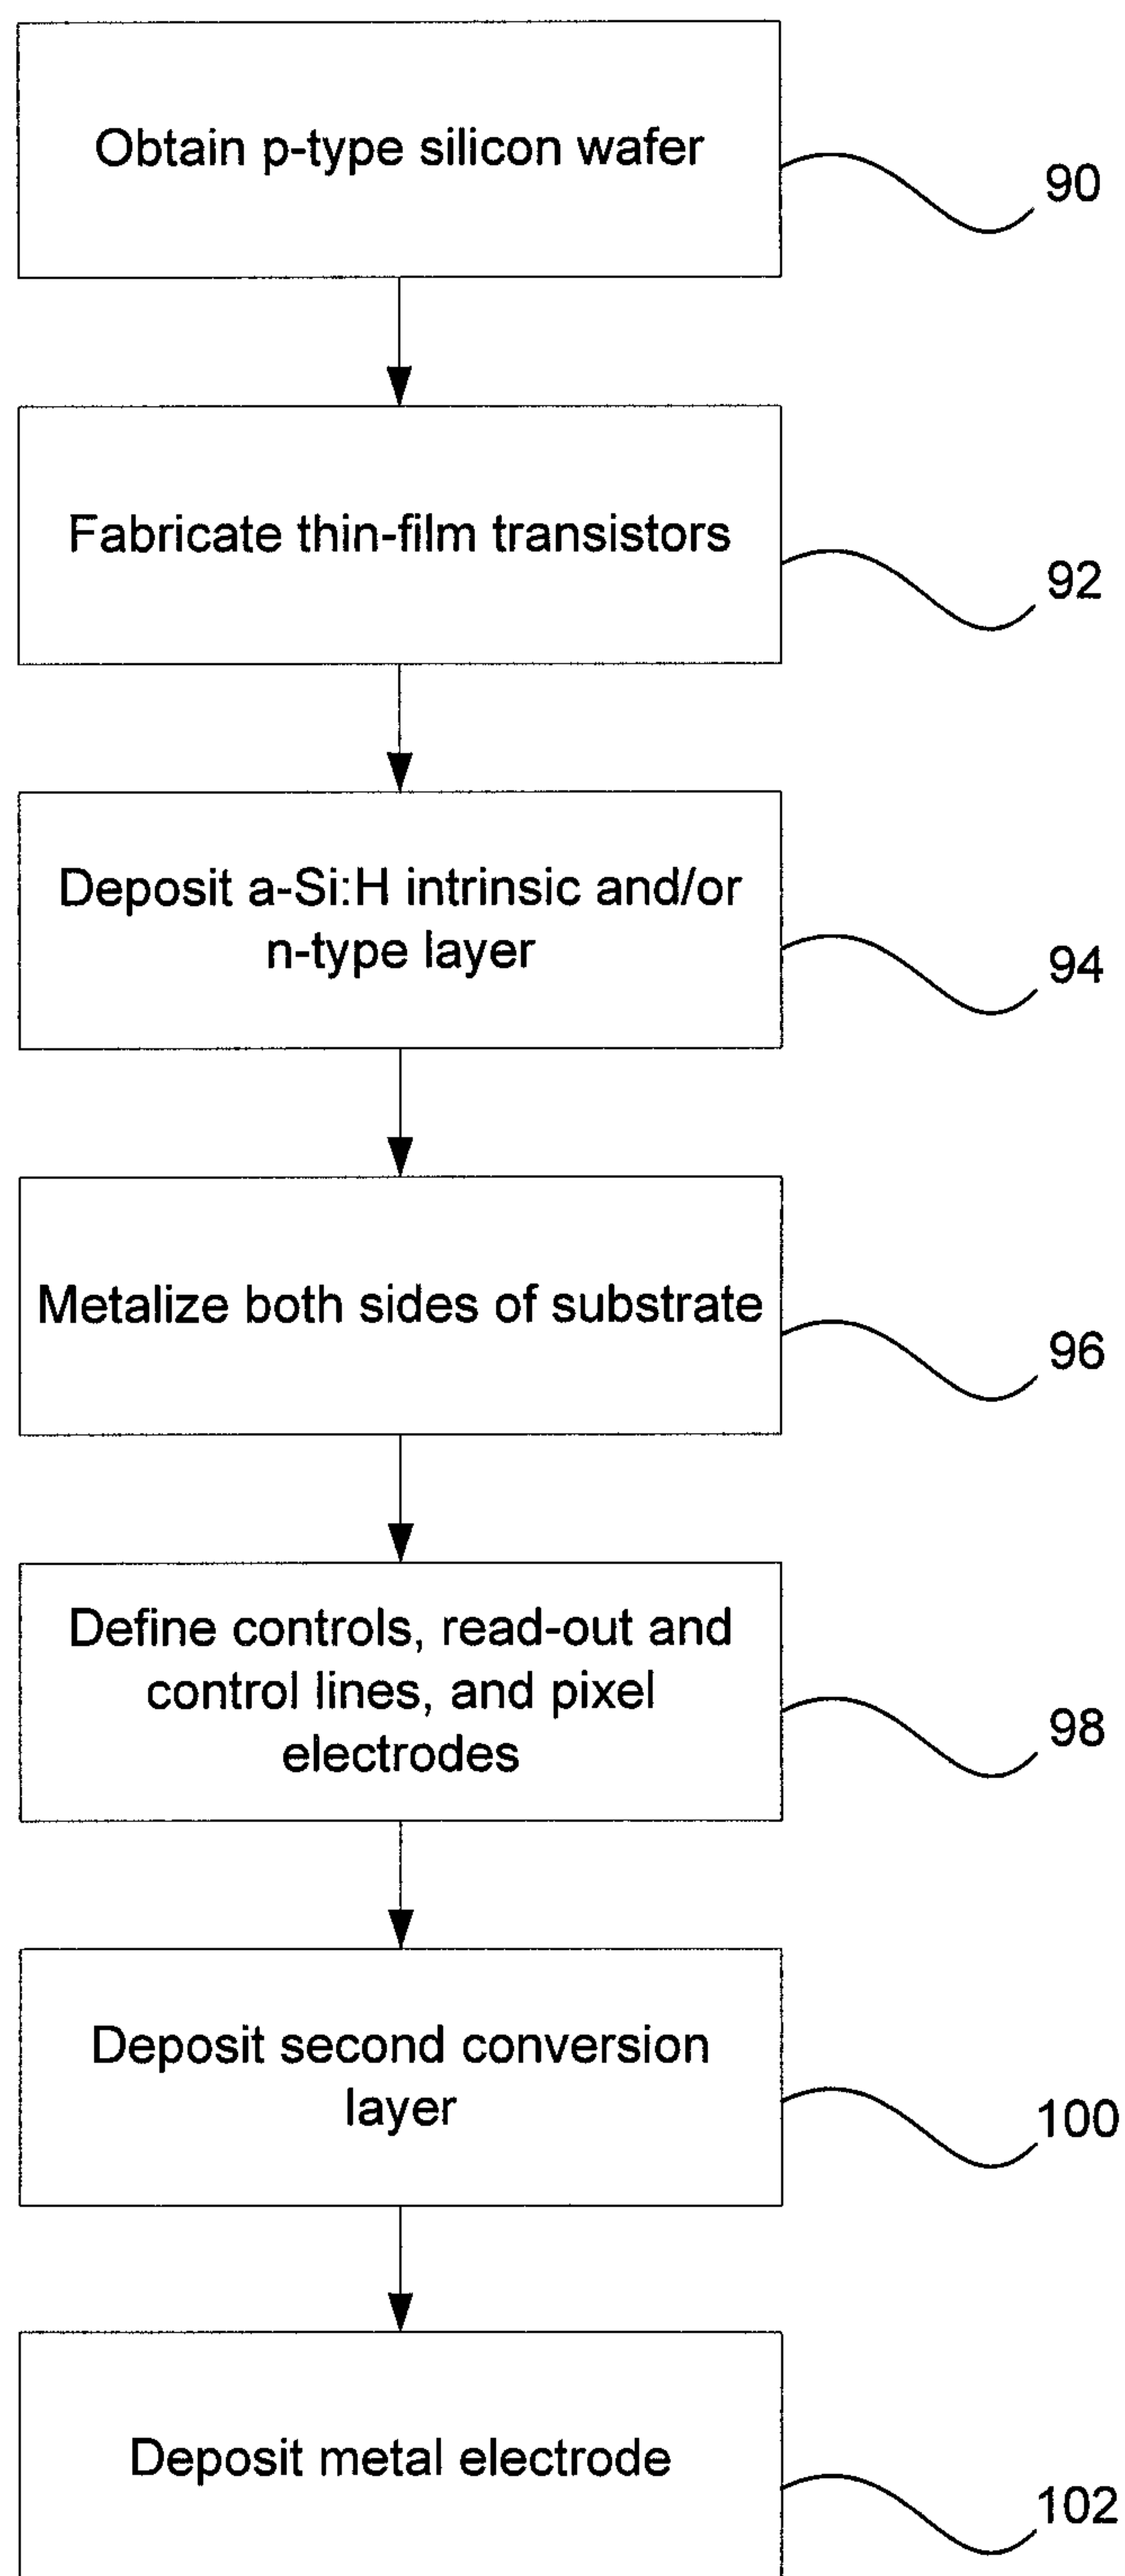 Obtain p-type silicon wafer
90
Fabricate thin-film transistors
92
Deposit a-Si:H intrinsic and/or
n-type layer
94
Metalize both sides of substrate
96
Define controls, read-out and
control lines, and pixel
electrodes
98
Deposit second conversion
layer
100
Deposit metal electrode
102